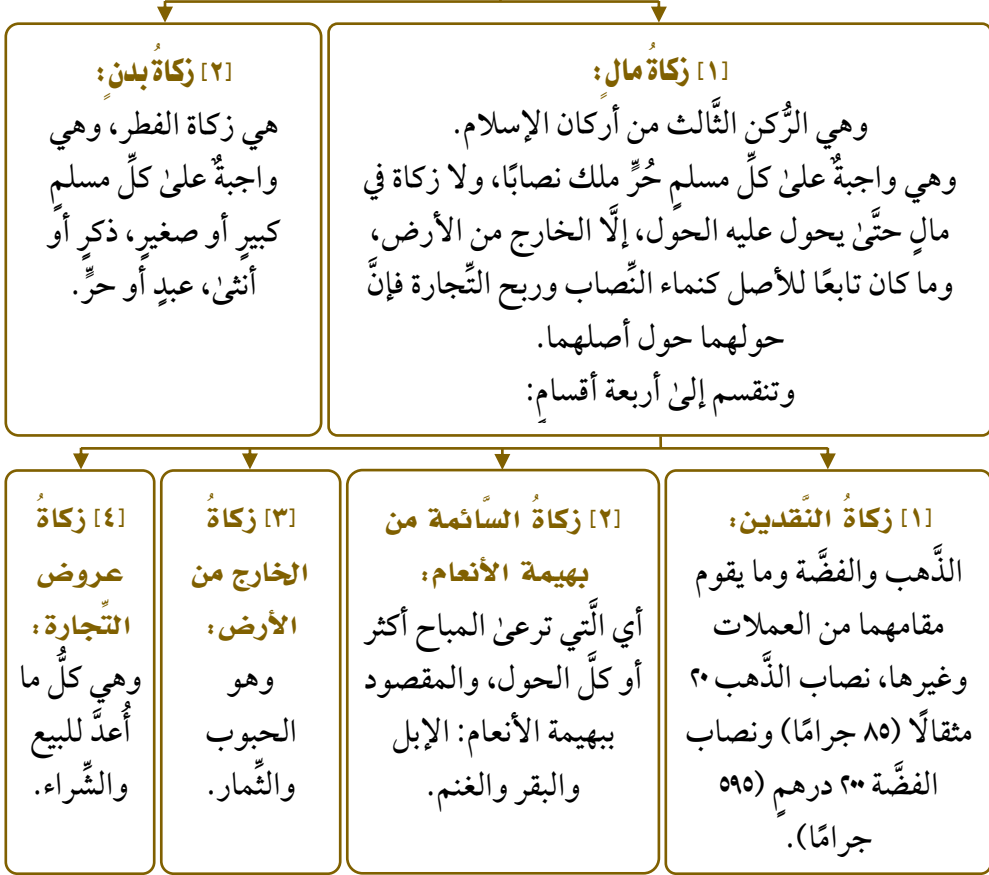 [١] زكاةُ مالٍ:
وهي الرُّكن الثَّالث من أركان الإسلام.
وهي واجبةٌ علىٰ كلِّ مسلمٍ حُرٍّ ملك نصابًا، ولا زكاة في
مالٍ حتَّىٰ يحول عليه الحول، إلَّا الخارج من الأرض،
وما كان تابعًا للأصل كنماء النِّصاب وربح التِّجارة فإنَّ
حولهما حول أصلهما.
وتنقسم إلىٰ أربعة أقسامٍ:
[٢] زكاةُ بدنٍ:
هي زكاة الفطر، وهي
واجبةٌ علىٰ كلِّ مسلمٍ
كبيرٍ أو صغيرٍ، ذكرٍ أو
أنثىٰ، عبدٍ أو حرٍّ.
[١] زكاةُ النَّقدين:
الذَّهب والفضَّة وما يقوم
مقامهما من العملات
وغيرها، نصاب الذَّهب ٢٠
مثقالًا (٨٥ جرامًا) ونصاب
الفضَّة ٢٠٠ درهمٍ (٥٩٥
جرامًا).
[٢] زكاةُ السَّائمة من
بهيمة الأنعام:
أي الَّتي ترعىٰ المباح أكثر
أو كلَّ الحول، والمقصود
ببهيمة الأنعام: الإبل
والبقر والغنم.
[٣] زكاةُ
الخارج من
الأرض:
وهو
الحبوب
والثِّمار.
[٤] زكاةُ
عروض
التِّجارة:
وهي كلُّ ما
أُعدَّ للبيع
والشِّراء.